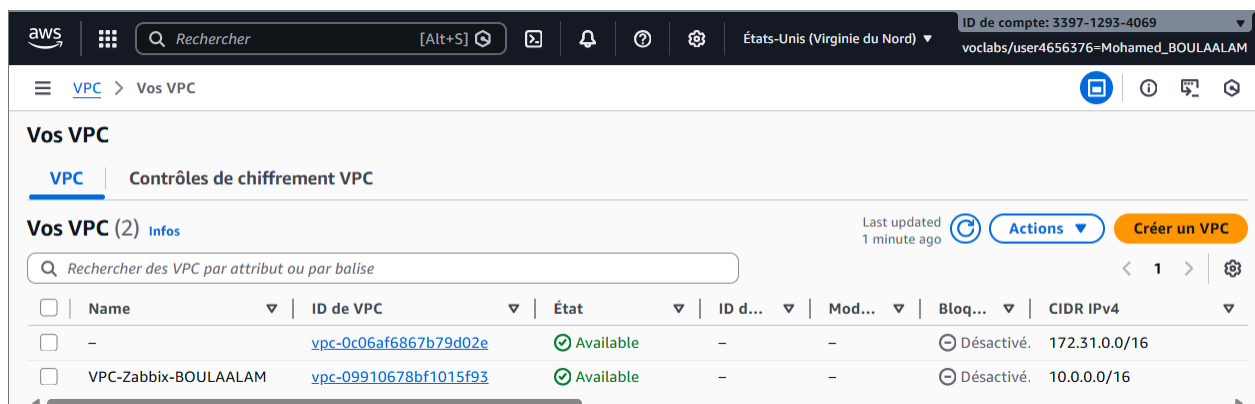 aws
Rechercher [Alt+S] États-Unis (Virginie du Nord) ID de compte: 3397-1293-4069
voclabs/user4656376=Mohamed_BOULAALAM
VPC > Vos VPC
Vos VPC
VPC Contrôles de chiffrement VPC
Vos VPC (2) Infos Last updated 1 minute ago Actions Créer un VPC
Rechercher des VPC par attribut ou par balise < 1 >
Name ID de VPC État ID d... Mod... Bloq... CIDR IPv4
– vpc-0c06af6867b79d02e Available – – Désactivé. 172.31.0.0/16
VPC-Zabbix-BOULAALAM vpc-09910678bf1015f93 Available – – Désactivé. 10.0.0.0/16